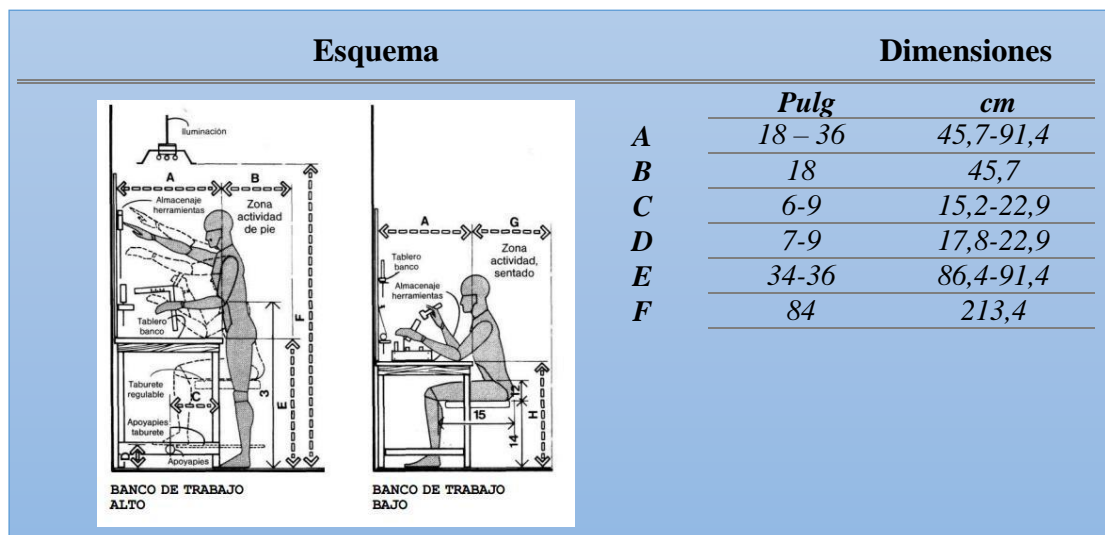 Esquema
Dimensiones
Pulg cm
A 18 – 36 45,7-91,4
B 18 45,7
C 6-9 15,2-22,9
D 7-9 17,8-22,9
E 34-36 86,4-91,4
F 84 213,4
Iluminación
A
B
Almacenaje
herramientas
Zona
actividad
de pie
F
Tablero
banco
3
E
Taburete
regulable
C
Apoyapies
taburete
D
Apoyapies
BANCO DE TRABAJO
ALTO
A
G
Tablero
banco
Zona
actividad,
sentado
Almacenaje
herramientas
12
15
14
H
BANCO DE TRABAJO
BAJO